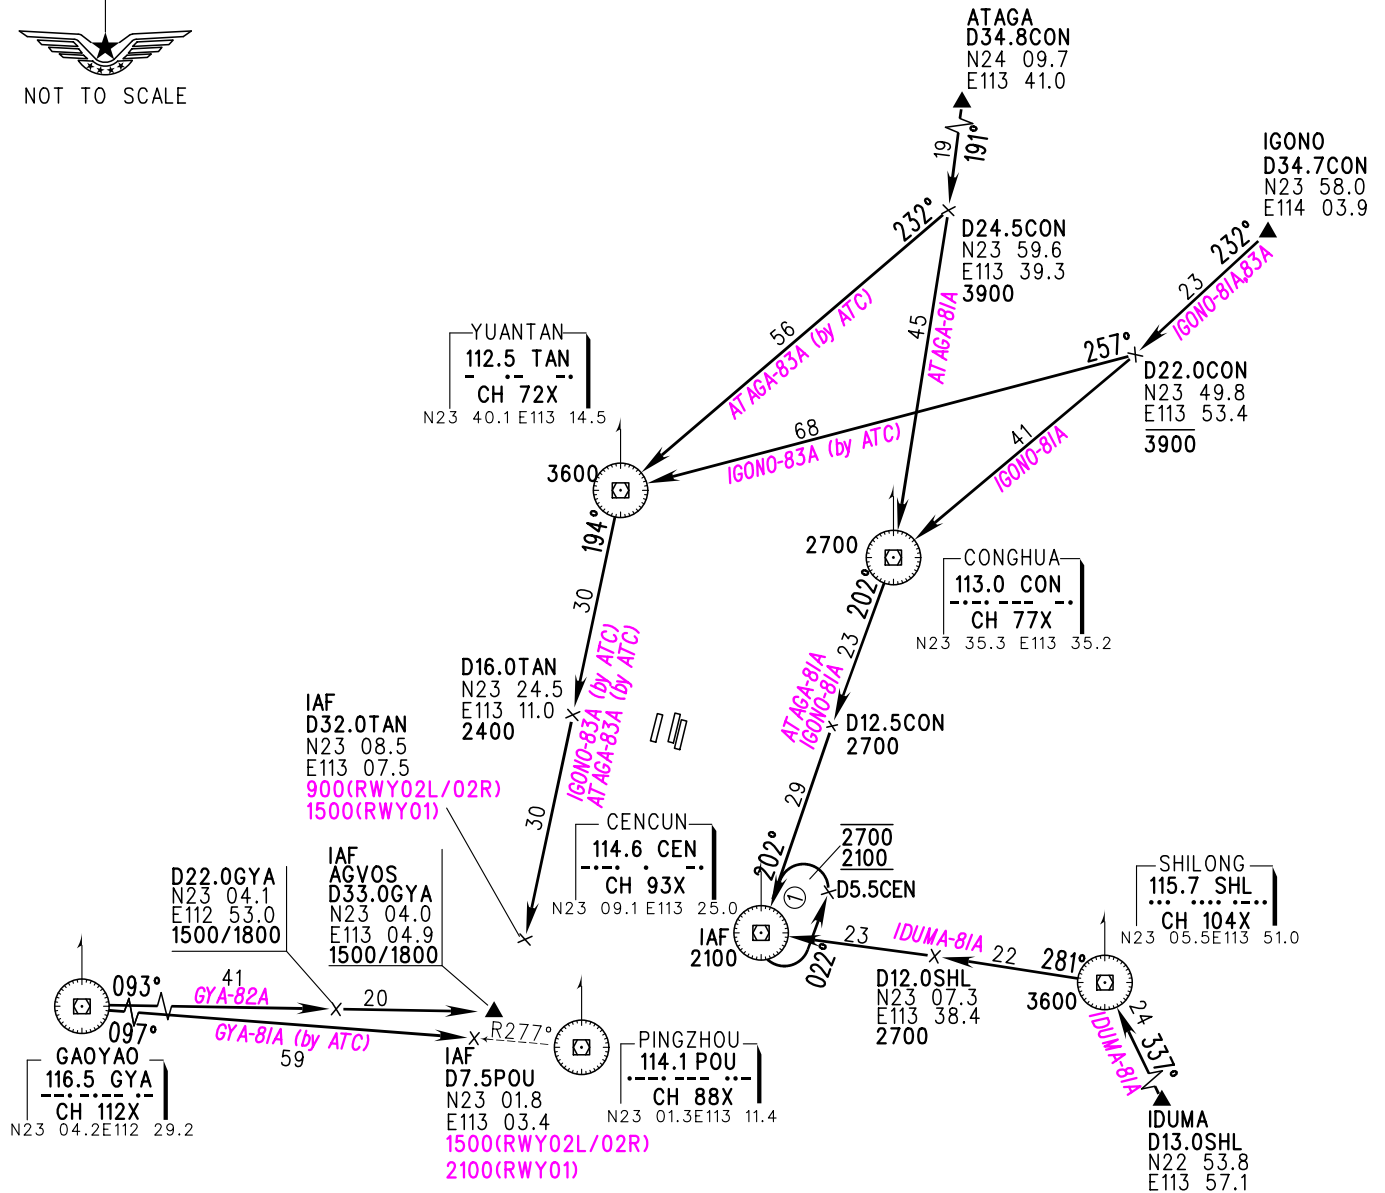 NOT TO SCALE
ATAGA
D34.8CON
N24 09.7
E113 41.0
19
191°
IGONO
D34.7CON
N23 58.0
E114 03.9
232°
23
IGONO-81A,83A
232°
D24.5CON
N23 59.6
E113 39.3
3900
56
ATAGA-83A (by ATC)
45
ATAGA-81A
257°
D22.0CON
N23 49.8
E113 53.4
3900
68
IGONO-83A (by ATC)
41
IGONO-81A
YUANTAN
112.5 TAN
CH 72X
N23 40.1 E113 14.5
3600
194°
30
2700
CONGHUA
113.0 CON
CH 77X
N23 35.3 E113 35.2
202°
23
ATAGA-81A
IGONO-81A
D16.0TAN
N23 24.5
E113 11.0
2400
IGONO-83A (by ATC)
ATAGA-83A (by ATC)
30
D12.5CON
2700
29
202°
IAF
D32.0TAN
N23 08.5
E113 07.5
900(RWY02L/02R)
1500(RWY01)
CENCUN
114.6 CEN
CH 93X
N23 09.1 E113 25.0
2700
2100
D5.5CEN
1
022°
IAF
2100
D22.0GYA
N23 04.1
E112 53.0
1500/1800
IAF
AGVOS
D33.0GYA
N23 04.0
E113 04.9
1500/1800
23
IDUMA-81A
22
281°
3600
D12.0SHL
N23 07.3
E113 38.4
2700
SHILONG
115.7 SHL
CH 104X
N23 05.5E113 51.0
24
337°
IDUMA-81A
IDUMA
D13.0SHL
N22 53.8
E113 57.1
093°
41
GYA-82A
20
097°
GYA-81A (by ATC)
59
GAOYAO
116.5 GYA
CH 112X
N23 04.2E112 29.2
R277°
IAF
D7.5POU
N23 01.8
E113 03.4
1500(RWY02L/02R)
2100(RWY01)
PINGZHOU
114.1 POU
CH 88X
N23 01.3E113 11.4